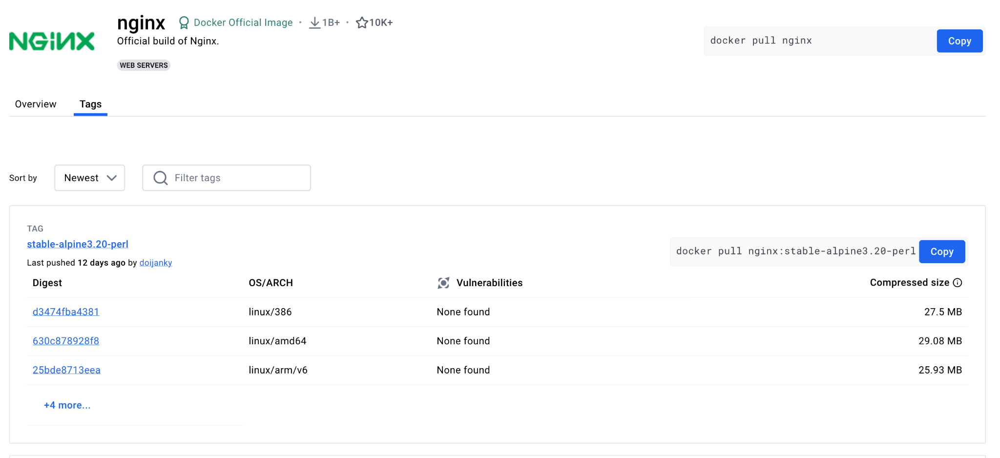 NGINX
nginx Docker Official Image · 1B+ · 10K+
Official build of Nginx.
WEB SERVERS
docker pull nginx Copy
Overview Tags
Sort by Newest Filter tags
TAG
stable-alpine3.20-perl
Last pushed 12 days ago by doijanky
docker pull nginx:stable-alpine3.20-perl Copy
Digest OS/ARCH Vulnerabilities Compressed size
d3474fba4381 linux/386 None found 27.5 MB
630c878928f8 linux/amd64 None found 29.08 MB
25bde8713eea linux/arm/v6 None found 25.93 MB
+4 more...